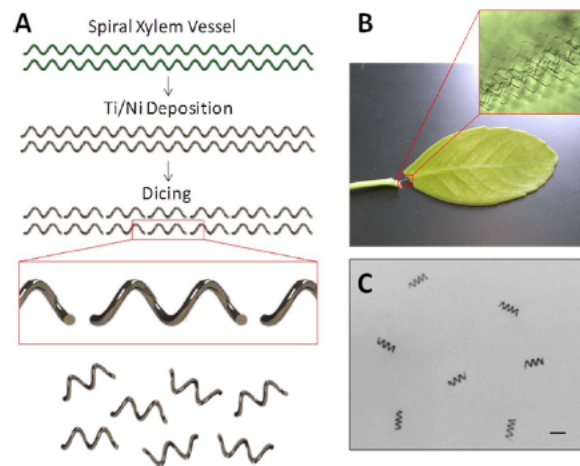 A
Spiral Xylem Vessel
Ti/Ni Deposition
Dicing
B
C